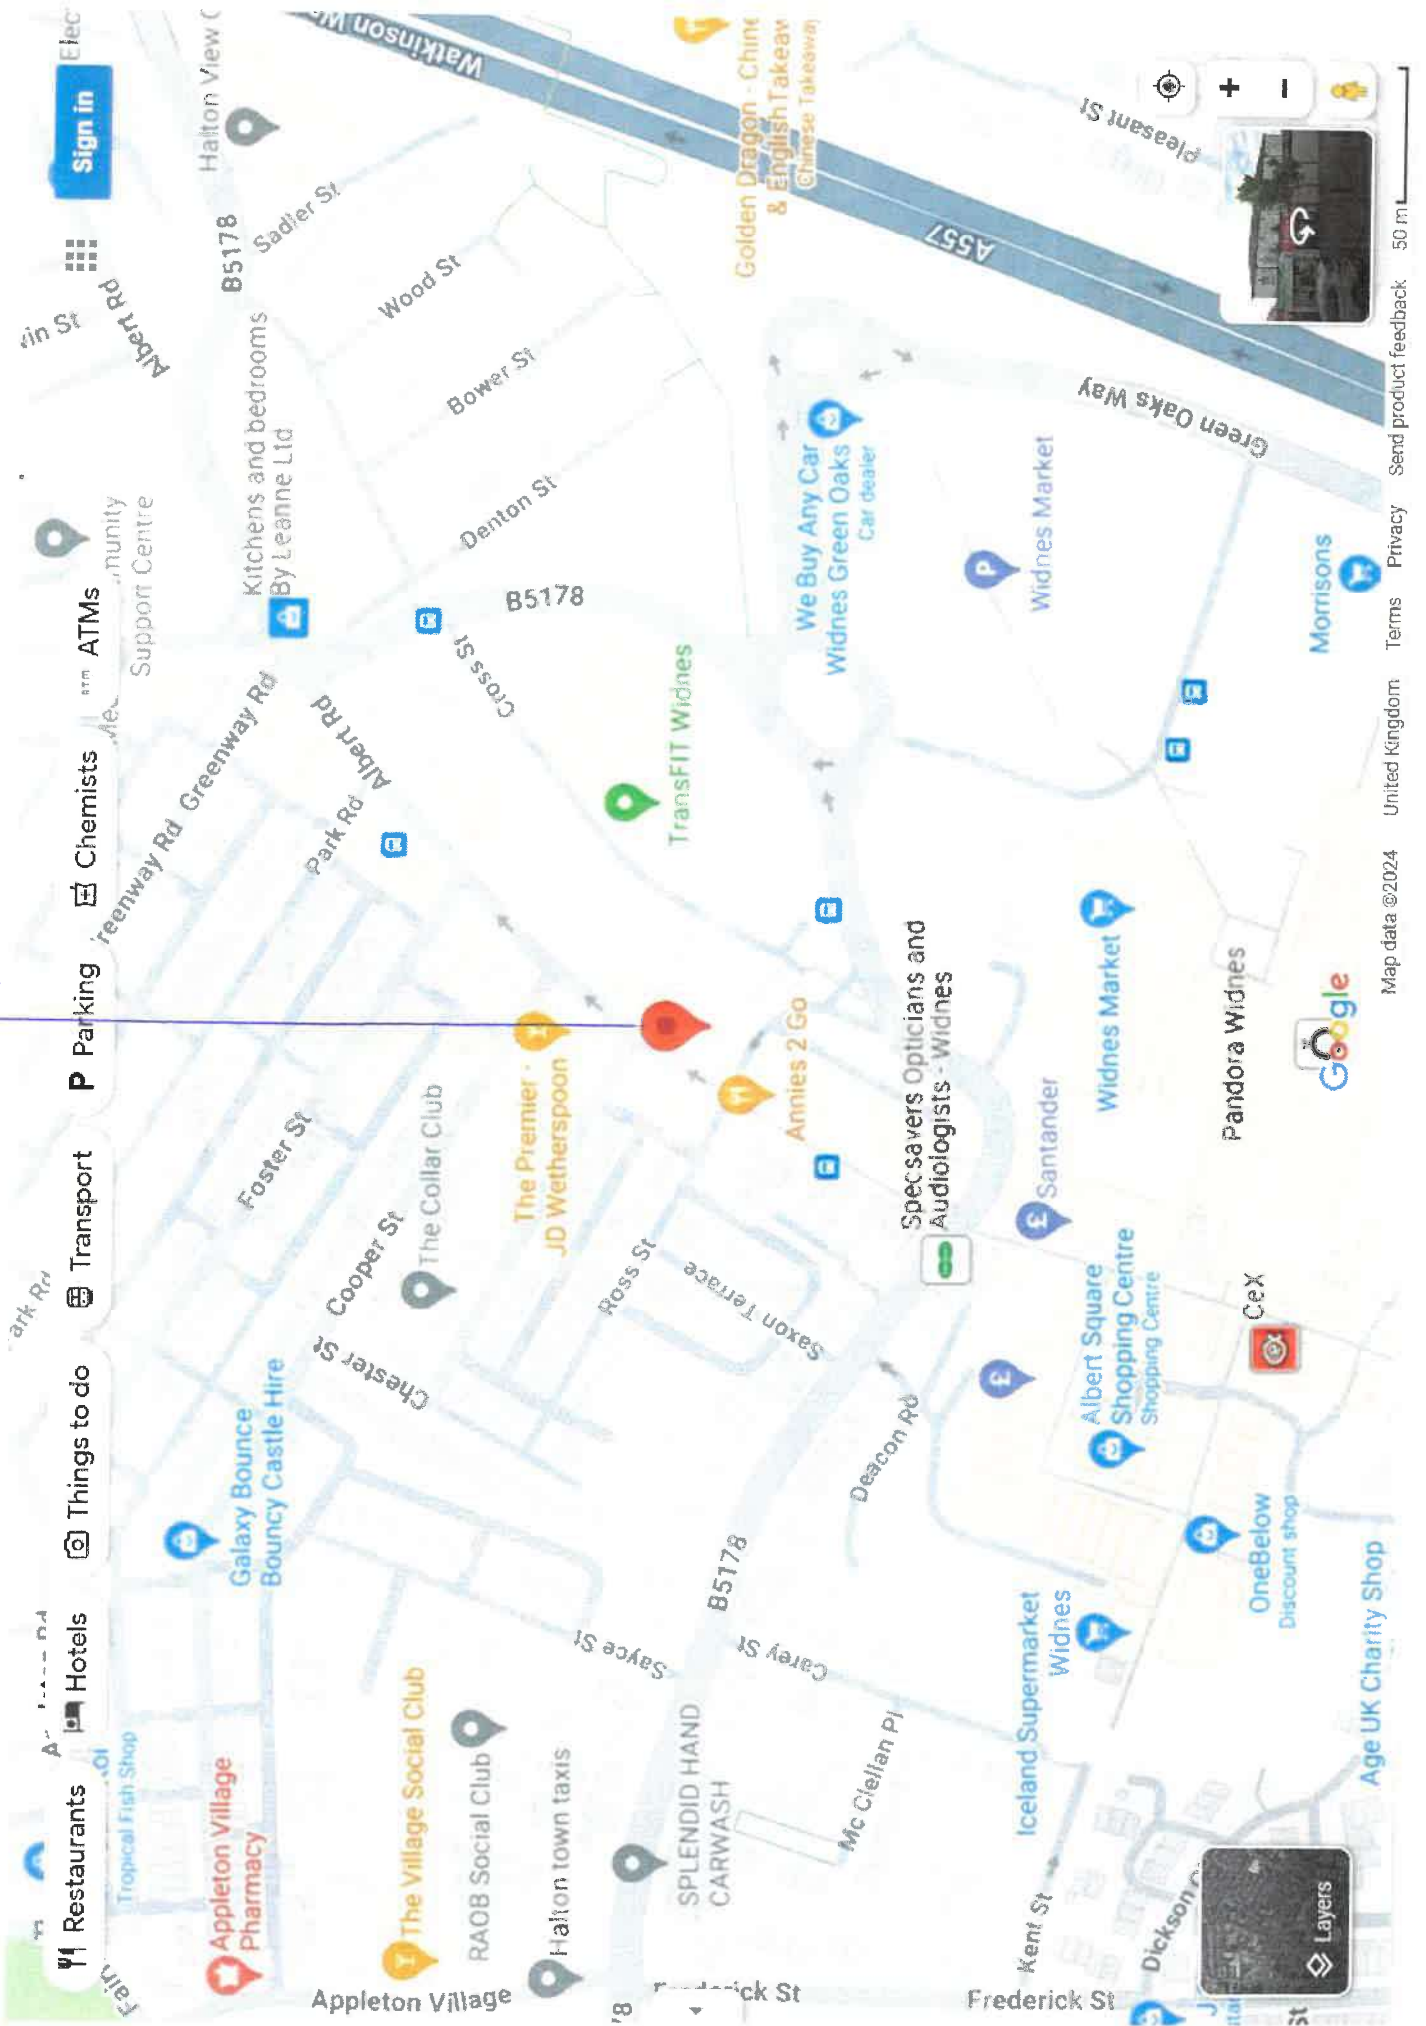 Restaurants
Hotels
Things to do
Transport
P Parking
Chemists
ATMs
Sign in
Tropical Fish Shop
Appleton Village
Pharmacy
Galaxy Bounce
Bouncy Castle Hire
Foster St
Cooper St
Chester St
The Collar Club
Park Rd
Greenway Rd
Albert Rd
Support Centre
Kitchens and bedrooms
By Leanne Ltd
Albert Rd
B5178
Sadler St
Halton View
Wood St
Bower St
Denton St
Cross St
B5178
Watkinson
The Village Social Club
RAOB Social Club
Halton town taxis
Appleton Village
Sayce St
Ross St
Saxon Terrace
The Premier -
JD Wetherspoon
TransFIT Widnes
Annies 2 Go
Golden Dragon - Chine
& English Takeaw
Chinese Takeaway
A557
Pleasant St
We Buy Any Car
Widnes Green Oaks
Car dealer
Green Oaks Way
Widnes Market
Morrisons
SPLENDID HAND
CARWASH
B5178
Carey St
Mc Clellan Pl
Deacon Rd
Specsavers Opticians and
Audiologists - Widnes
Santander
Widnes Market
Pandora Widnes
Albert Square
Shopping Centre
Shopping Centre
CeX
Iceland Supermarket
Widnes
OneBelow
Discount shop
Age UK Charity Shop
Kent St
Frederick St
Dickson
Layers
Google
Map data ©2024
United Kingdom
Terms
Privacy
Send product feedback
50 m